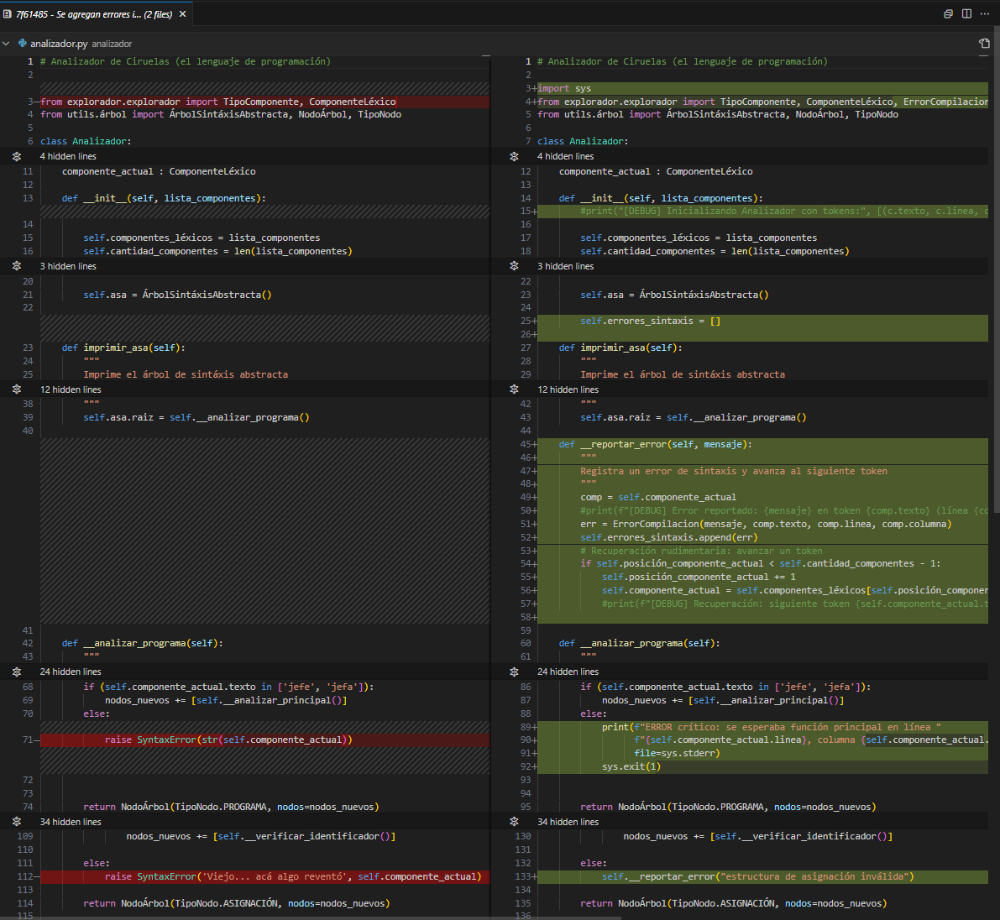 7f61485 - Se agregan errores i... (2 files)
analizador.py analizador
1 # Analizador de Ciruelas (el lenguaje de programación)
2
3 from explorador.explorador import TipoComponente, ComponenteLéxico
4 from utils.árbol import ÁrbolSintáxisAbstracta, NodoÁrbol, TipoNodo
5
6 class Analizador:
4 hidden lines
11 componente_actual : ComponenteLéxico
12
13 def __init__(self, lista_componentes):
14
15 self.componentes_léxicos = lista_componentes
16 self.cantidad_componentes = len(lista_componentes)
3 hidden lines
20
21 self.asa = ÁrbolSintáxisAbstracta()
22
23 def imprimir_asa(self):
24 """
25 Imprime el árbol de sintáxis abstracta
12 hidden lines
38 """
39 self.asa.raiz = self.__analizar_programa()
40
41
42 def __analizar_programa(self):
43 """
24 hidden lines
68 if (self.componente_actual.texto in ['jefe', 'jefa']):
69 nodos_nuevos += [self.__analizar_principal()]
70 else:
71 raise SyntaxError(str(self.componente_actual))
72
73
74 return NodoÁrbol(TipoNodo.PROGRAMA, nodos=nodos_nuevos)
34 hidden lines
109 nodos_nuevos += [self.__verificar_identificador()]
110
111 else:
112 raise SyntaxError('Viejo... acá algo reventó', self.componente_actual)
113
114 return NodoÁrbol(TipoNodo.ASIGNACIÓN, nodos=nodos_nuevos)
115
1 # Analizador de Ciruelas (el lenguaje de programación)
2
3+ import sys
4+ from explorador.explorador import TipoComponente, ComponenteLéxico, ErrorCompilacion
5 from utils.árbol import ÁrbolSintáxisAbstracta, NodoÁrbol, TipoNodo
6
7 class Analizador:
4 hidden lines
12 componente_actual : ComponenteLéxico
13
14 def __init__(self, lista_componentes):
15+ #print("[DEBUG] Inicializando Analizador con tokens:", [(c.texto, c.linea, c
16
17 self.componentes_léxicos = lista_componentes
18 self.cantidad_componentes = len(lista_componentes)
3 hidden lines
22
23 self.asa = ÁrbolSintáxisAbstracta()
24
25+ self.errores_sintaxis = []
26+
27 def imprimir_asa(self):
28 """
29 Imprime el árbol de sintáxis abstracta
12 hidden lines
42 """
43 self.asa.raiz = self.__analizar_programa()
44
45+ def __reportar_error(self, mensaje):
46+ """
47+ Registra un error de sintaxis y avanza al siguiente token
48+ """
49+ comp = self.componente_actual
50+ #print(f"[DEBUG] Error reportado: {mensaje} en token {comp.texto} (línea {co
51+ err = ErrorCompilacion(mensaje, comp.texto, comp.linea, comp.columna)
52+ self.errores_sintaxis.append(err)
53+ # Recuperación rudimentaria: avanzar un token
54+ if self.posición_componente_actual < self.cantidad_componentes - 1:
55+ self.posición_componente_actual += 1
56+ self.componente_actual = self.componentes_léxicos[self.posición_componen
57+ #print(f"[DEBUG] Recuperación: siguiente token {self.componente_actual.t
58+
59
60 def __analizar_programa(self):
61 """
24 hidden lines
86 if (self.componente_actual.texto in ['jefe', 'jefa']):
87 nodos_nuevos += [self.__analizar_principal()]
88 else:
89+ print(f"ERROR crítico: se esperaba función principal en línea "
90+ f"{self.componente_actual.linea}, columna {self.componente_actual.
91+ file=sys.stderr)
92+ sys.exit(1)
93
94
95 return NodoÁrbol(TipoNodo.PROGRAMA, nodos=nodos_nuevos)
34 hidden lines
130 nodos_nuevos += [self.__verificar_identificador()]
131
132 else:
133+ self.__reportar_error("estructura de asignación inválida")
134
135 return NodoÁrbol(TipoNodo.ASIGNACIÓN, nodos=nodos_nuevos)
136